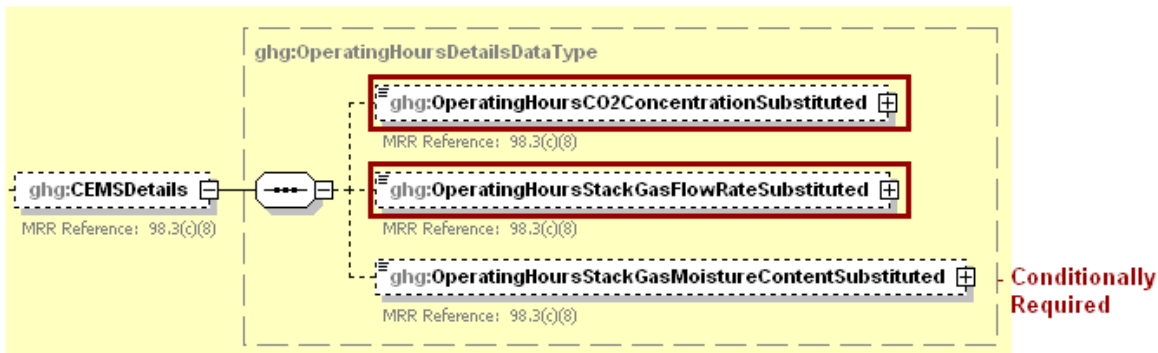 ghg:OperatingHoursDetailsDataType
ghg:OperatingHoursCO2ConcentrationSubstituted
MRR Reference: 98.3(c)(8)
ghg:CEMSDetails
MRR Reference: 98.3(c)(8)
ghg:OperatingHoursStackGasFlowRateSubstituted
MRR Reference: 98.3(c)(8)
ghg:OperatingHoursStackGasMoistureContentSubstituted
MRR Reference: 98.3(c)(8)
Conditionally
Required